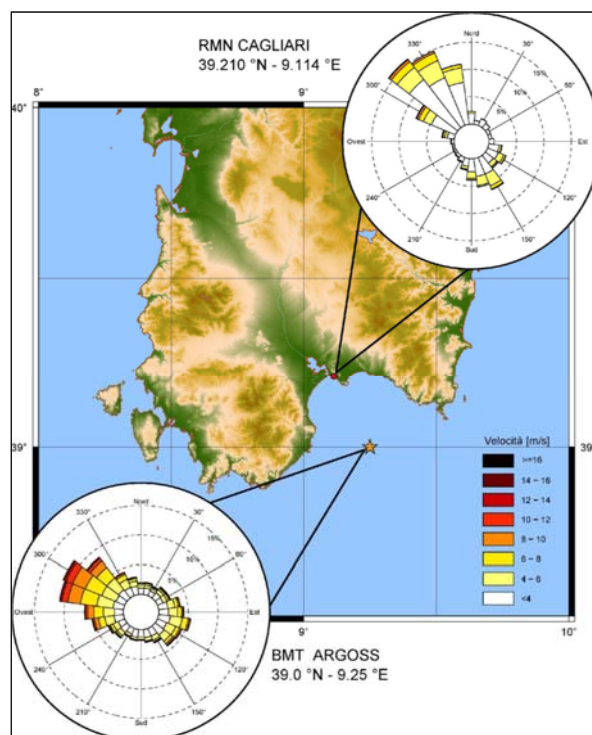 RMN CAGLIARI
39.210 °N - 9.114 °E
Nord
330°
30°
300°
60°
15%
10%
5%
Ovest
Est
240°
120°
210°
150°
Sud
8°
9°
40°
39°
39°
Velocità [m/s]
>=16
14 – 16
12 – 14
10 – 12
8 – 10
6 – 8
4 – 6
<4
Nord
330°
30°
300°
60°
15%
10%
5%
Ovest
Est
240°
120°
210°
150°
Sud
9°
10°
BMT ARGOSS
39.0 °N - 9.25 °E